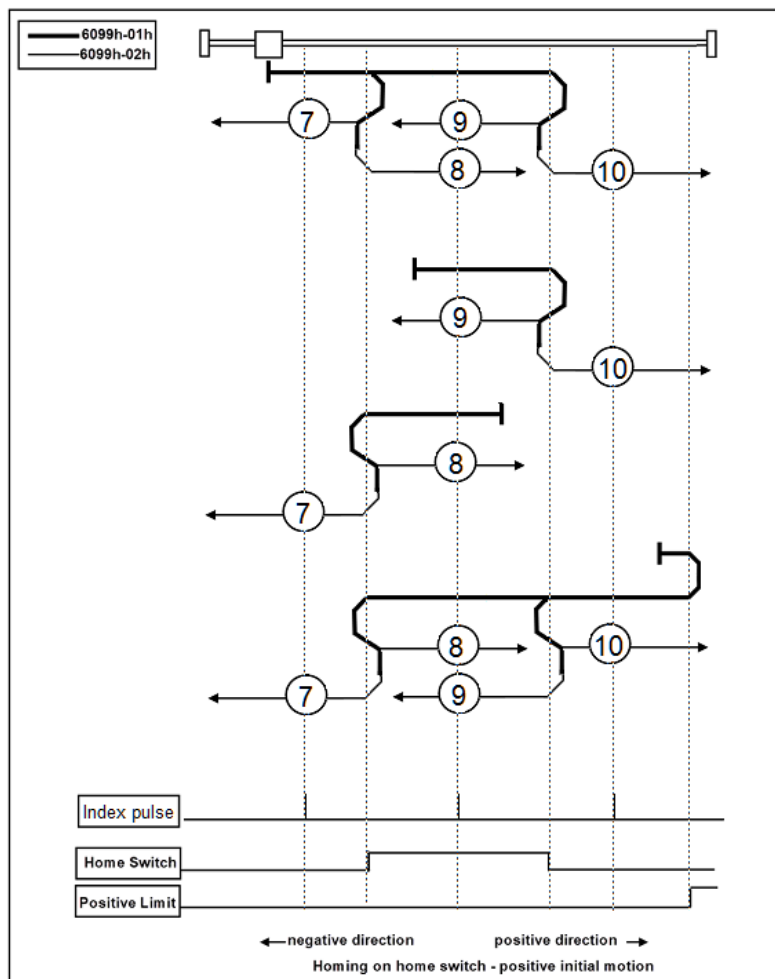 6099h-01h
6099h-02h
7
9
8
10
9
10
8
7
8
10
7
9
Index pulse
Home Switch
Positive Limit
negative direction positive direction
Homing on home switch - positive initial motion